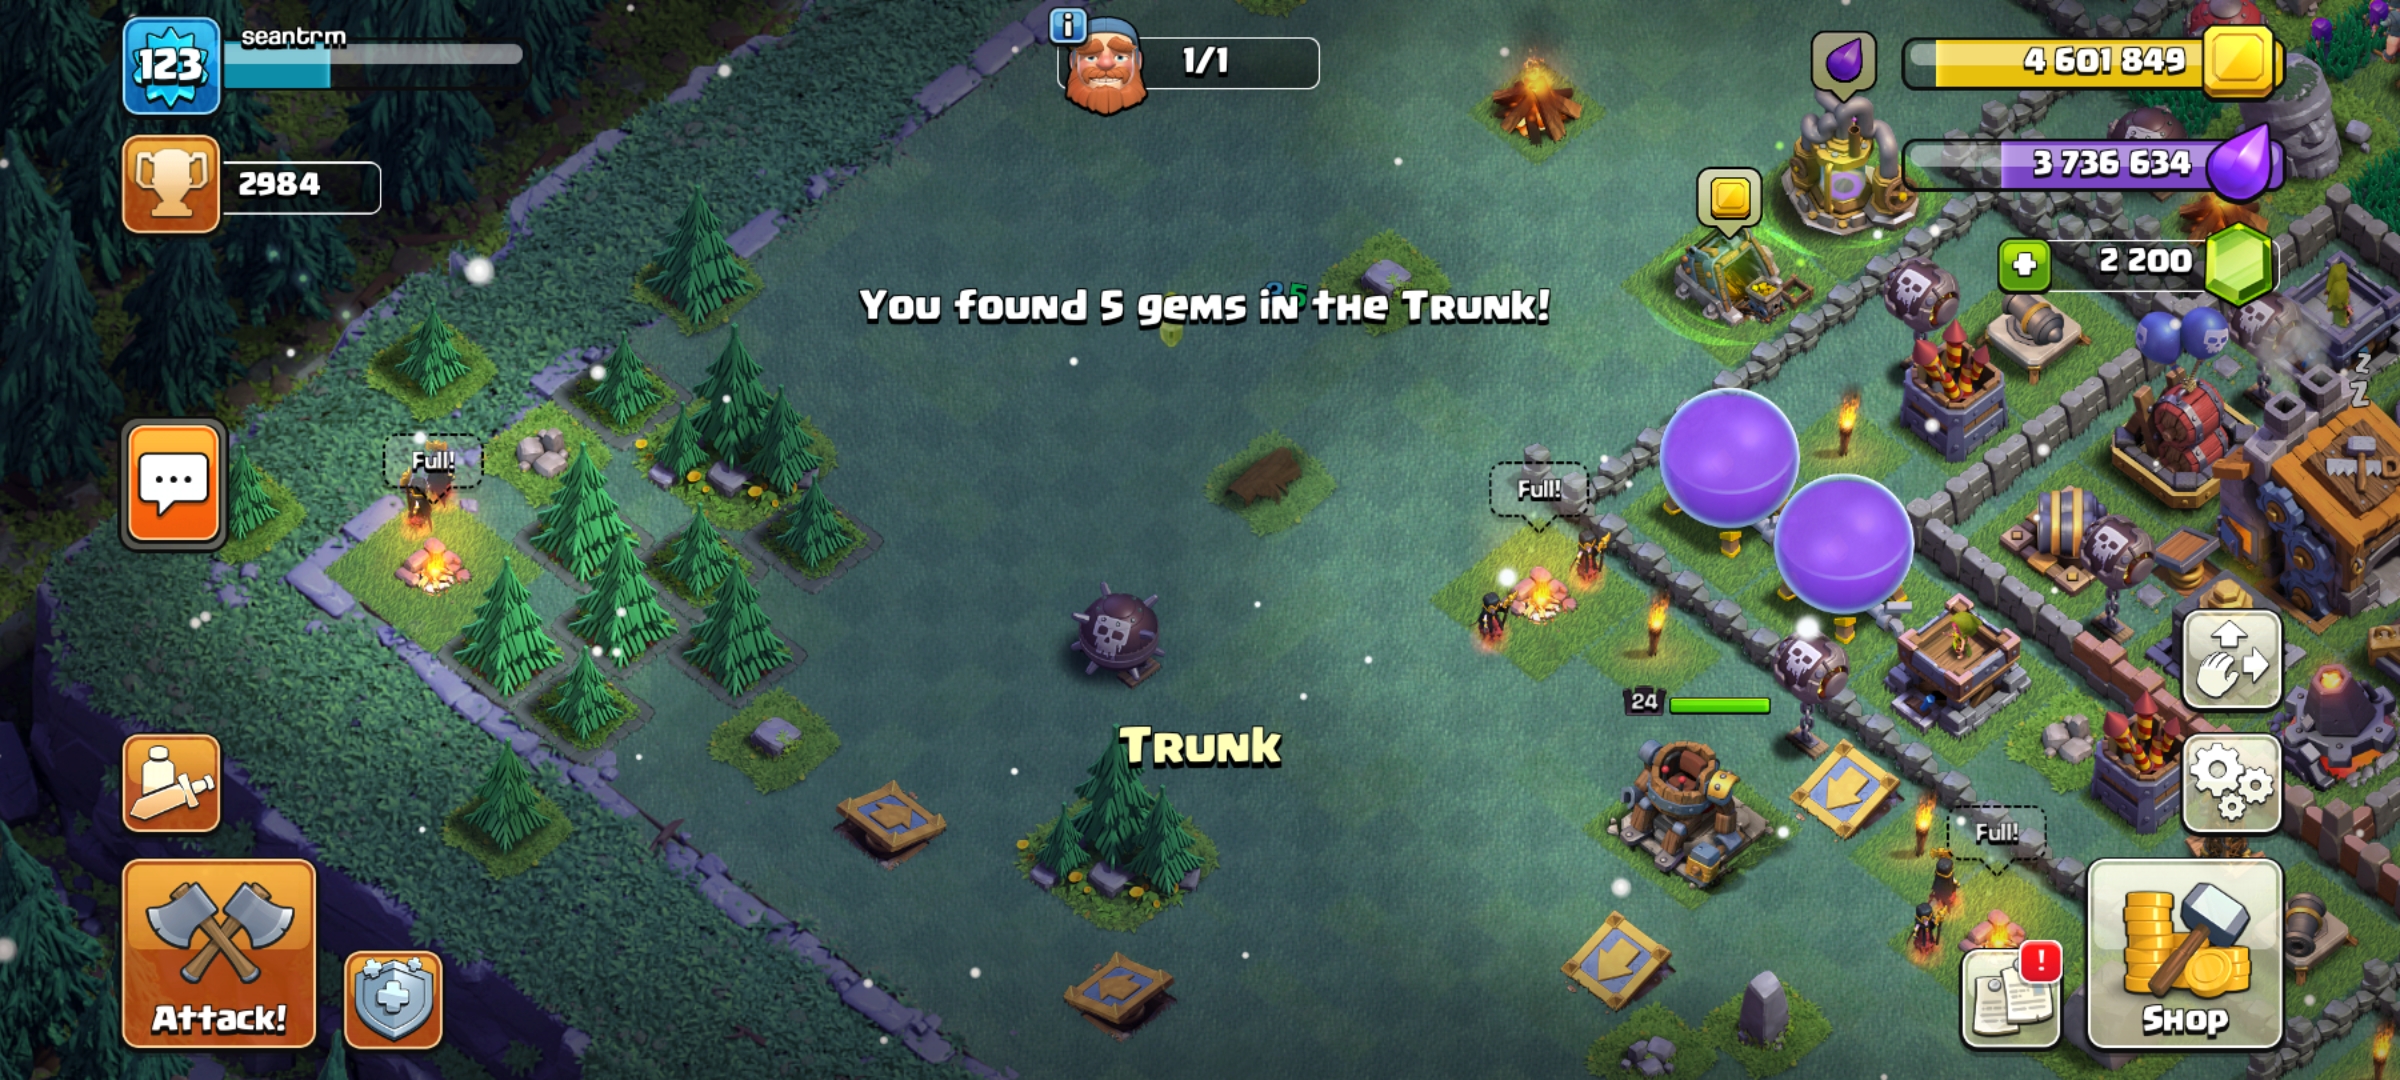 seantrm
123
1/1
4 601 849
2984
3 736 634
2 200
You found 5 gems in the Trunk!
Full!
Full!
24
Trunk
Full!
!
Attack!
Shop
i
z
Z